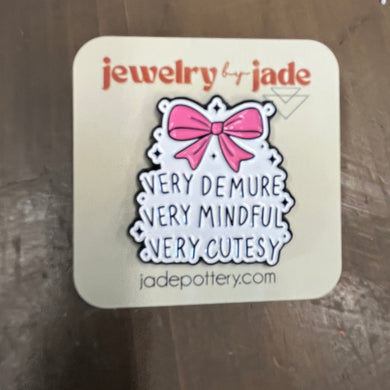 jewelry by jade
VERY DEMURE
VERY MINDFUL
VERY CUTESY
jadepottery.com